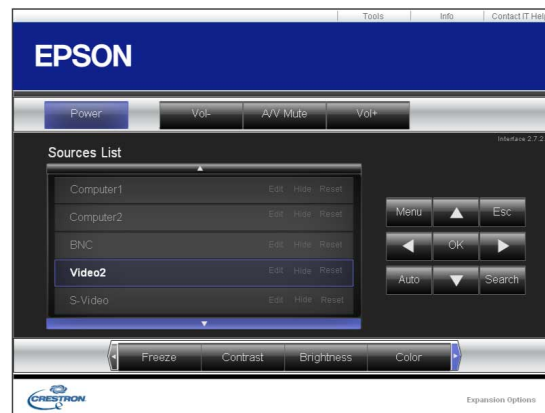 Tools Info Contact IT Help
EPSON
Power Vol- A/V Mute Vol+
Interface 2.7.2
Sources List
Computer1 Edit Hide Reset
Computer2 Edit Hide Reset
BNC Edit Hide Reset
Video2 Edit Hide Reset
S-Video Edit Hide Reset
Menu Esc
OK
Auto Search
Freeze Contrast Brightness Color
CRESTRON
Expansion Options